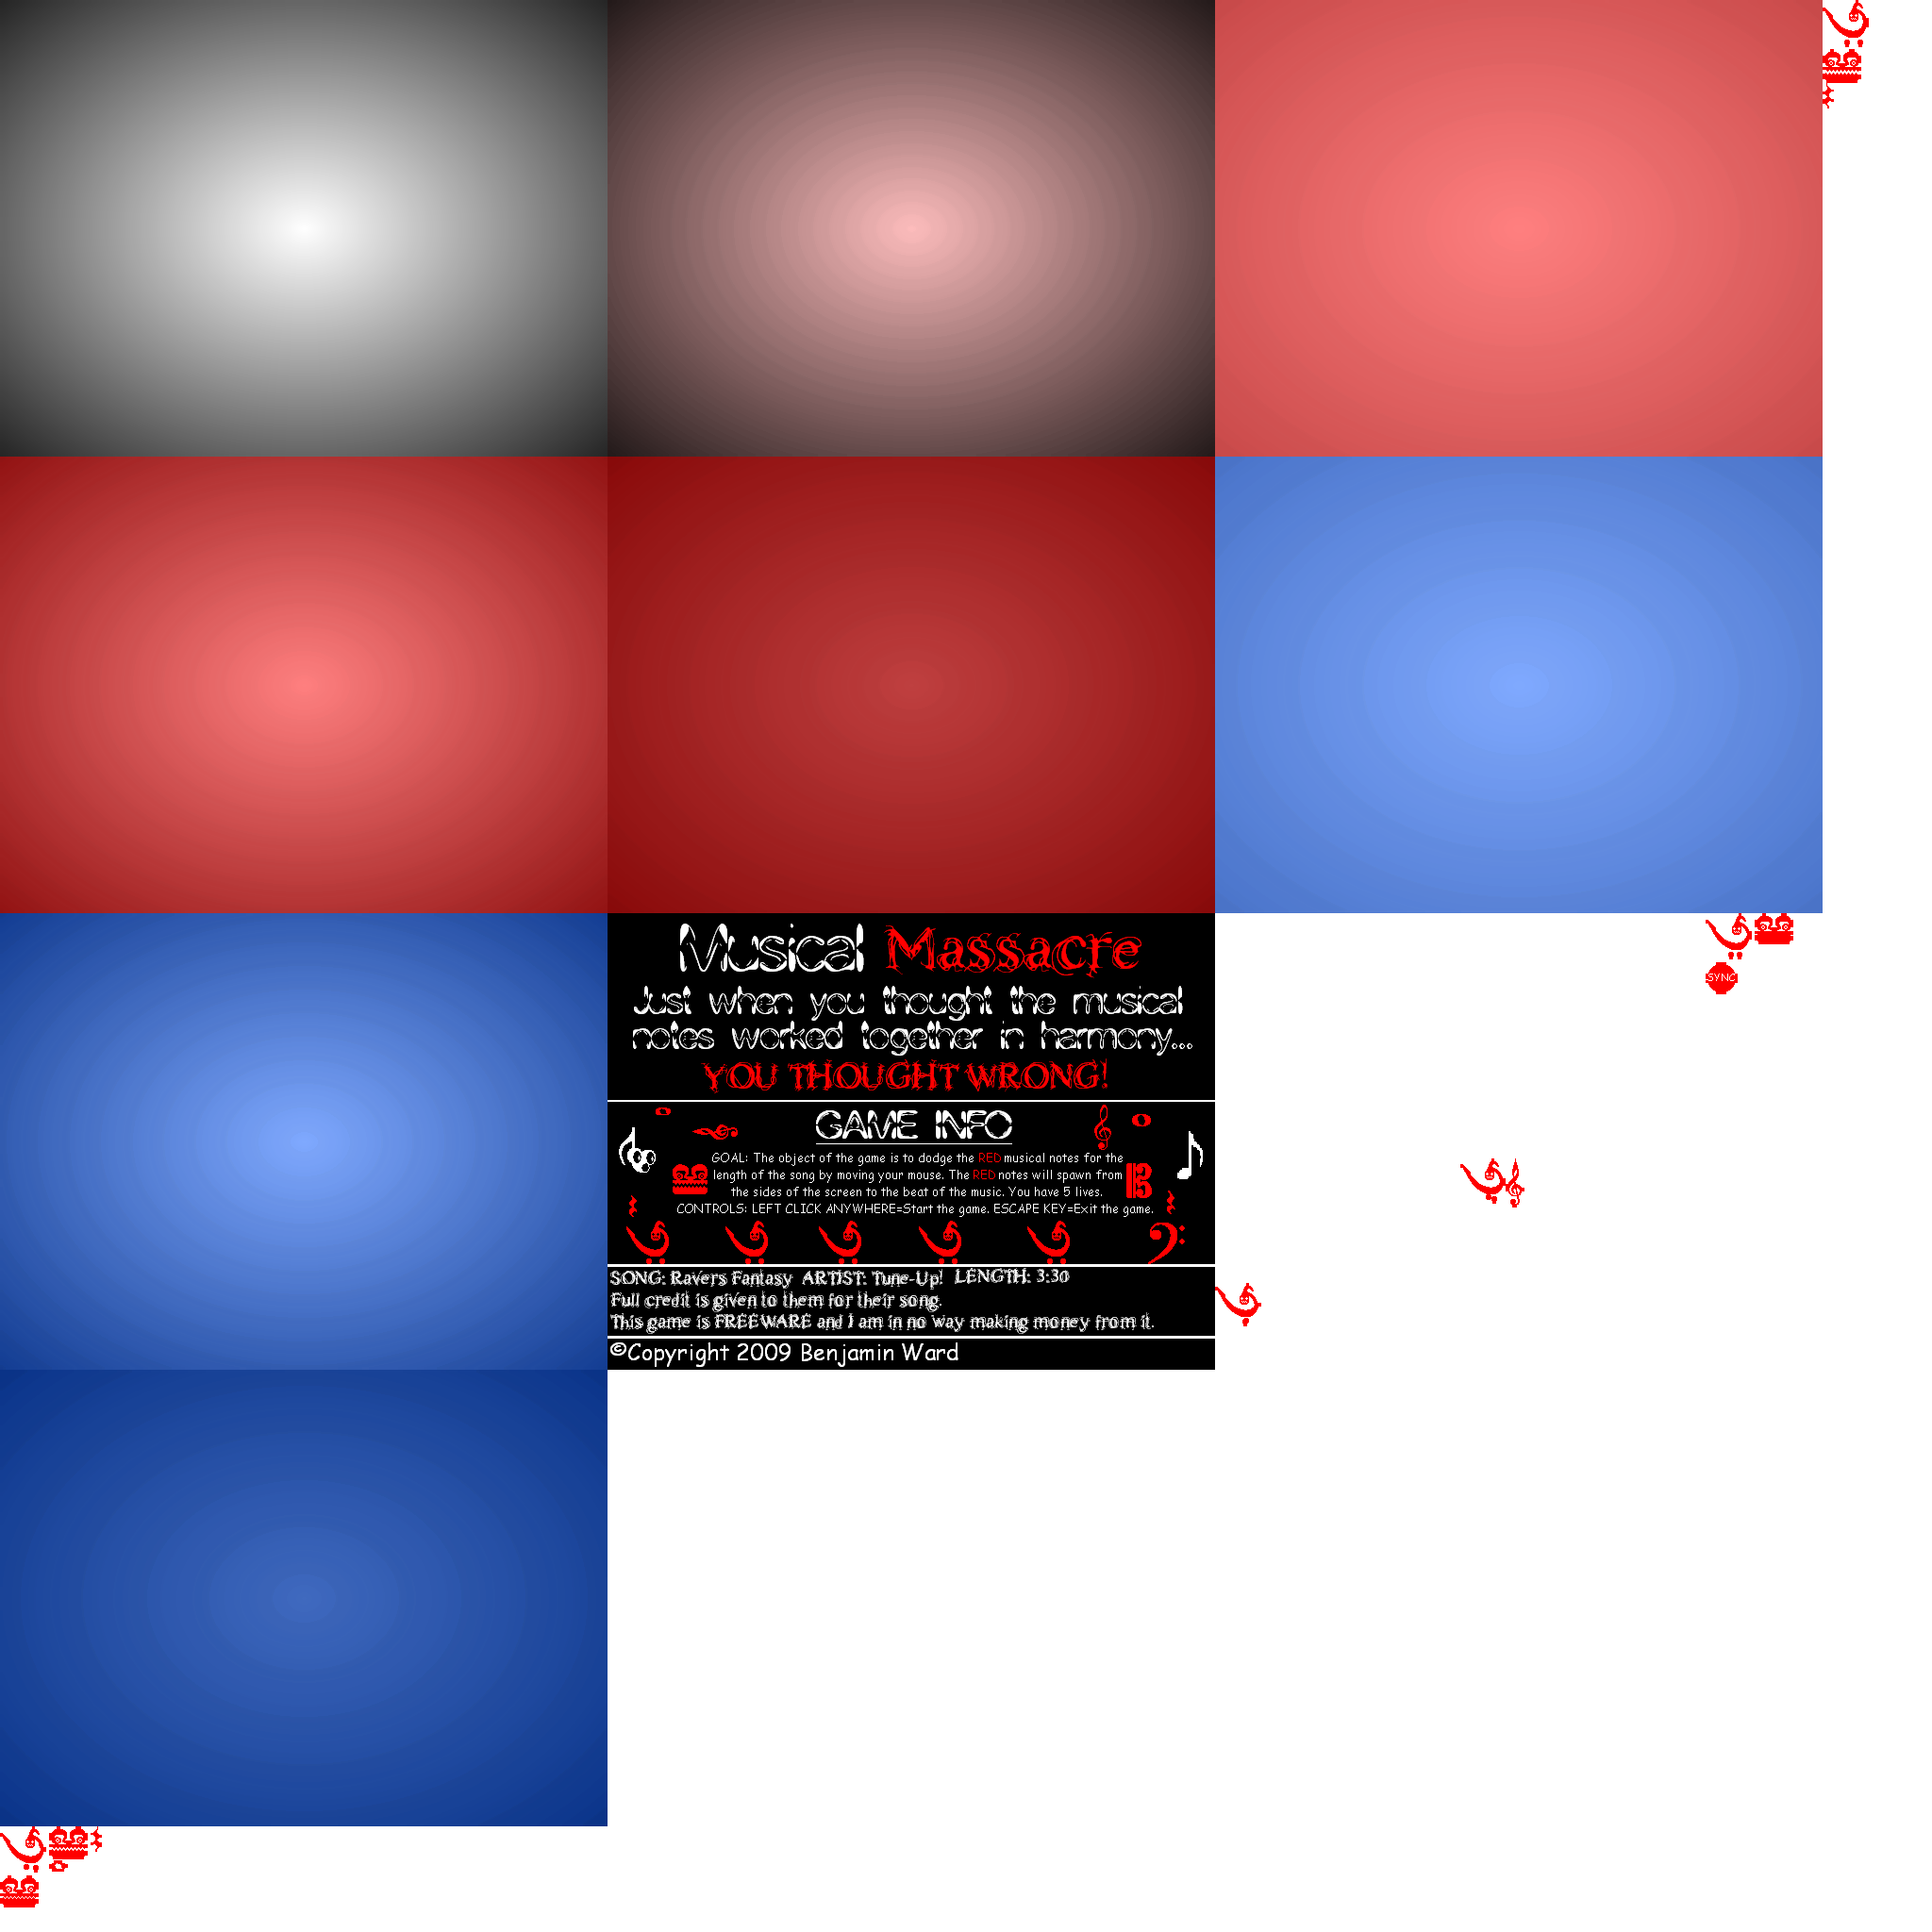 Musical Massacre
Just when you thought the musical
notes worked together in harmony...
YOU THOUGHT WRONG!
SYNC
GAME INFO
GOAL: The object of the game is to dodge the RED musical notes for the
length of the song by moving your mouse. The RED notes will spawn from
the sides of the screen to the beat of the music. You have 5 lives.
CONTROLS: LEFT CLICK ANYWHERE=Start the game. ESCAPE KEY=Exit the game.
SONG: Ravers Fantasy ARTIST: Tune-Up! LENGTH: 3:30
Full credit is given to them for their song.
This game is FREEWARE and I am in no way making money from it.
©Copyright 2009 Benjamin Ward